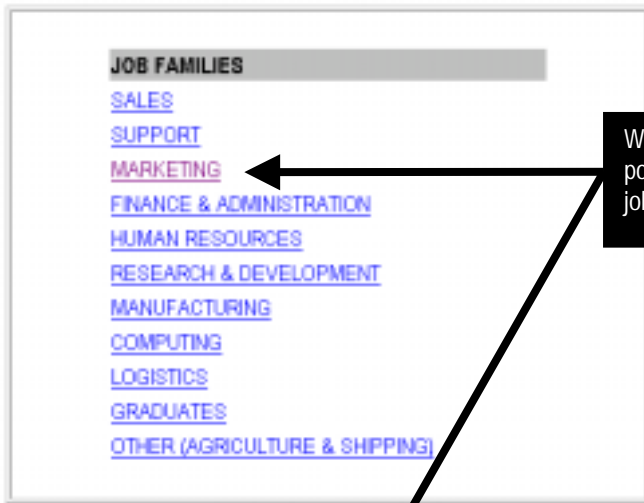 JOB FAMILIES
SALES
SUPPORT
MARKETING
FINANCE & ADMINISTRATION
HUMAN RESOURCES
RESEARCH & DEVELOPMENT
MANUFACTURING
COMPUTING
LOGISTICS
GRADUATES
OTHER (AGRICULTURE & SHIPPING)